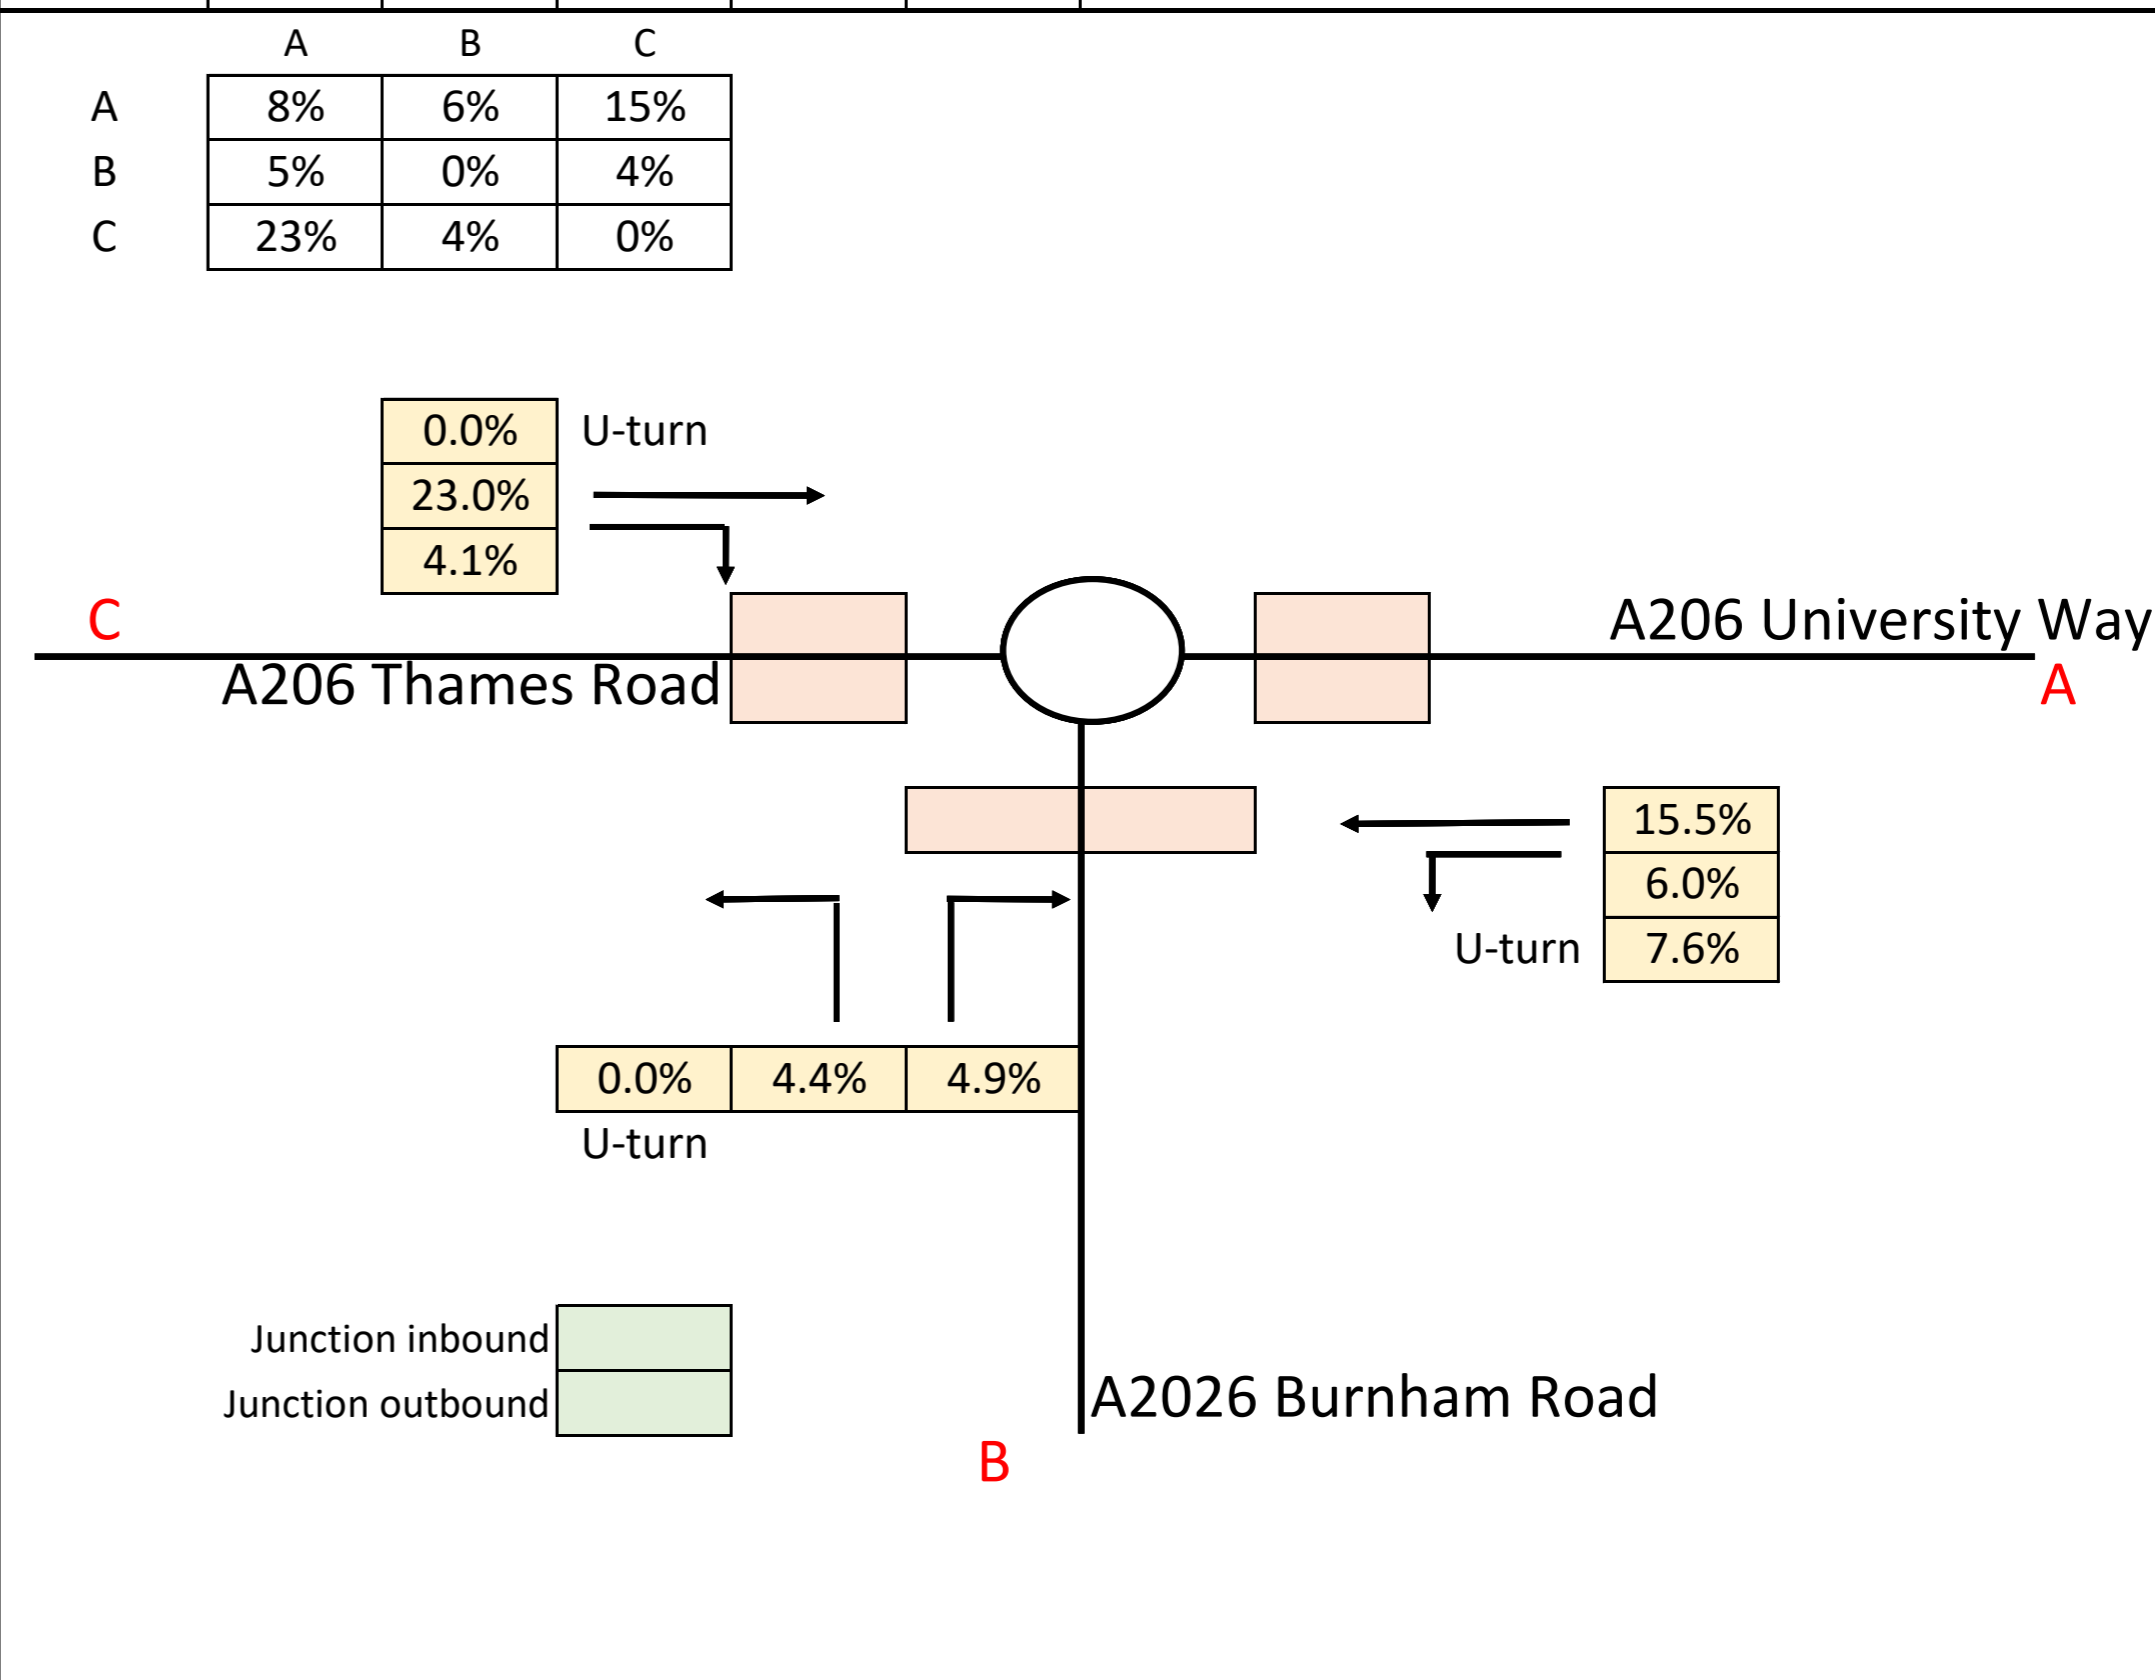 A B C
A 8% 6% 15%
B 5% 0% 4%
C 23% 4% 0%
0.0% U-turn
23.0%
4.1%
C
A206 University Way
A206 Thames Road
A
15.5%
6.0%
U-turn 7.6%
0.0% 4.4% 4.9%
U-turn
Junction inbound
Junction outbound
A2026 Burnham Road
B